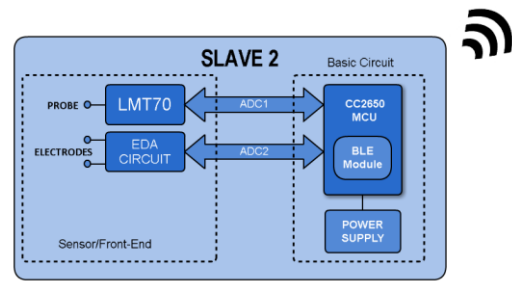 SLAVE 2
Basic Circuit
PROBE
LMT70
ADC1
CC2650
MCU
ELECTRODES
EDA
CIRCUIT
ADC2
BLE
Module
POWER
SUPPLY
Sensor/Front-End